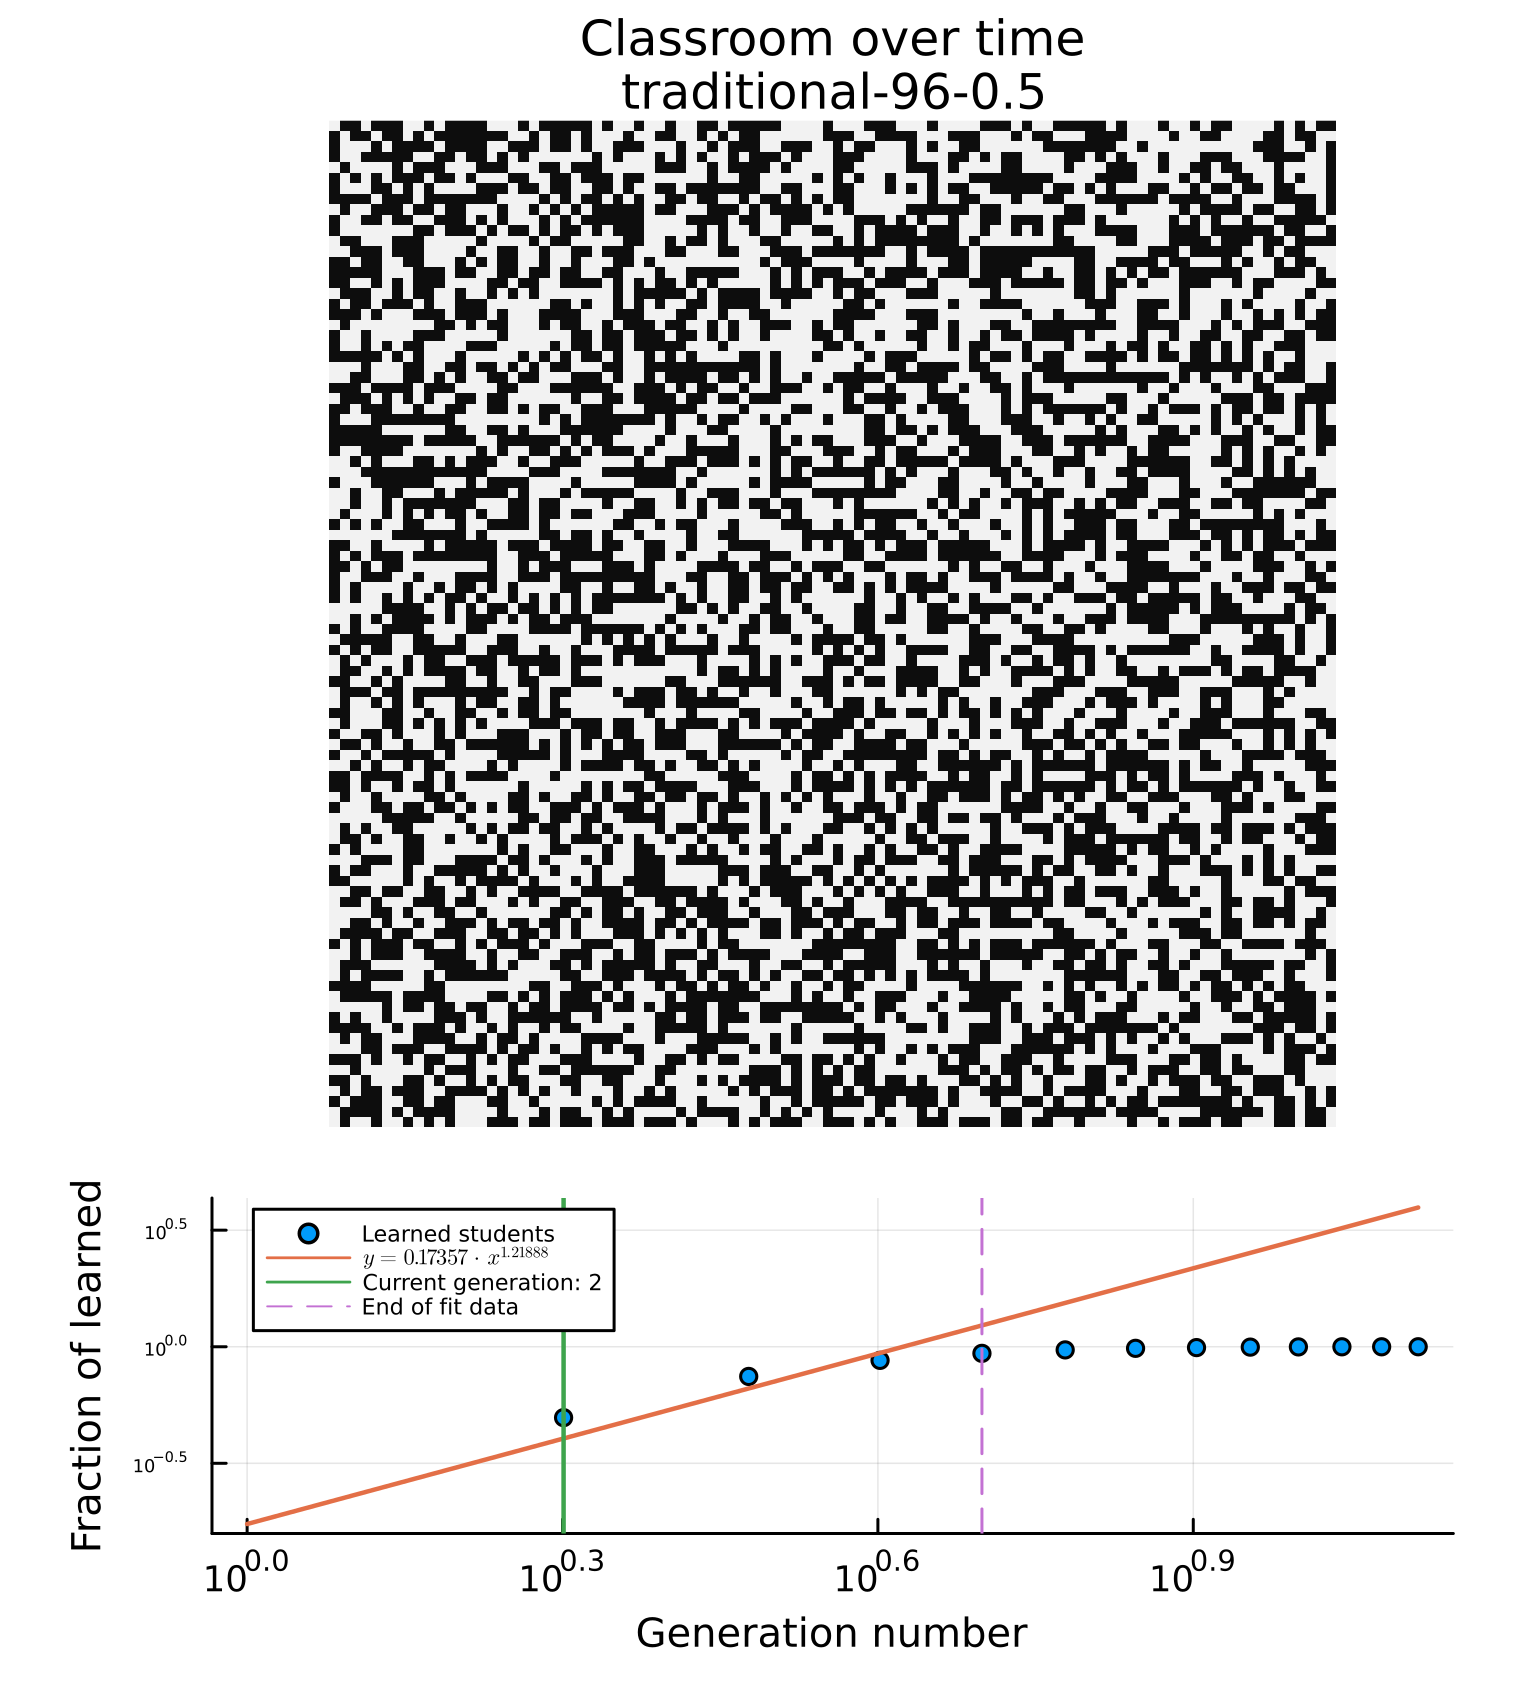 Classroom over time
traditional-96-0.5
Fraction of learned
10^0.5
10^0.0
10^−0.5
Learned students
y = 0.17357 · x^1.21888
Current generation: 2
End of fit data
10^0.0 10^0.3 10^0.6 10^0.9
Generation number